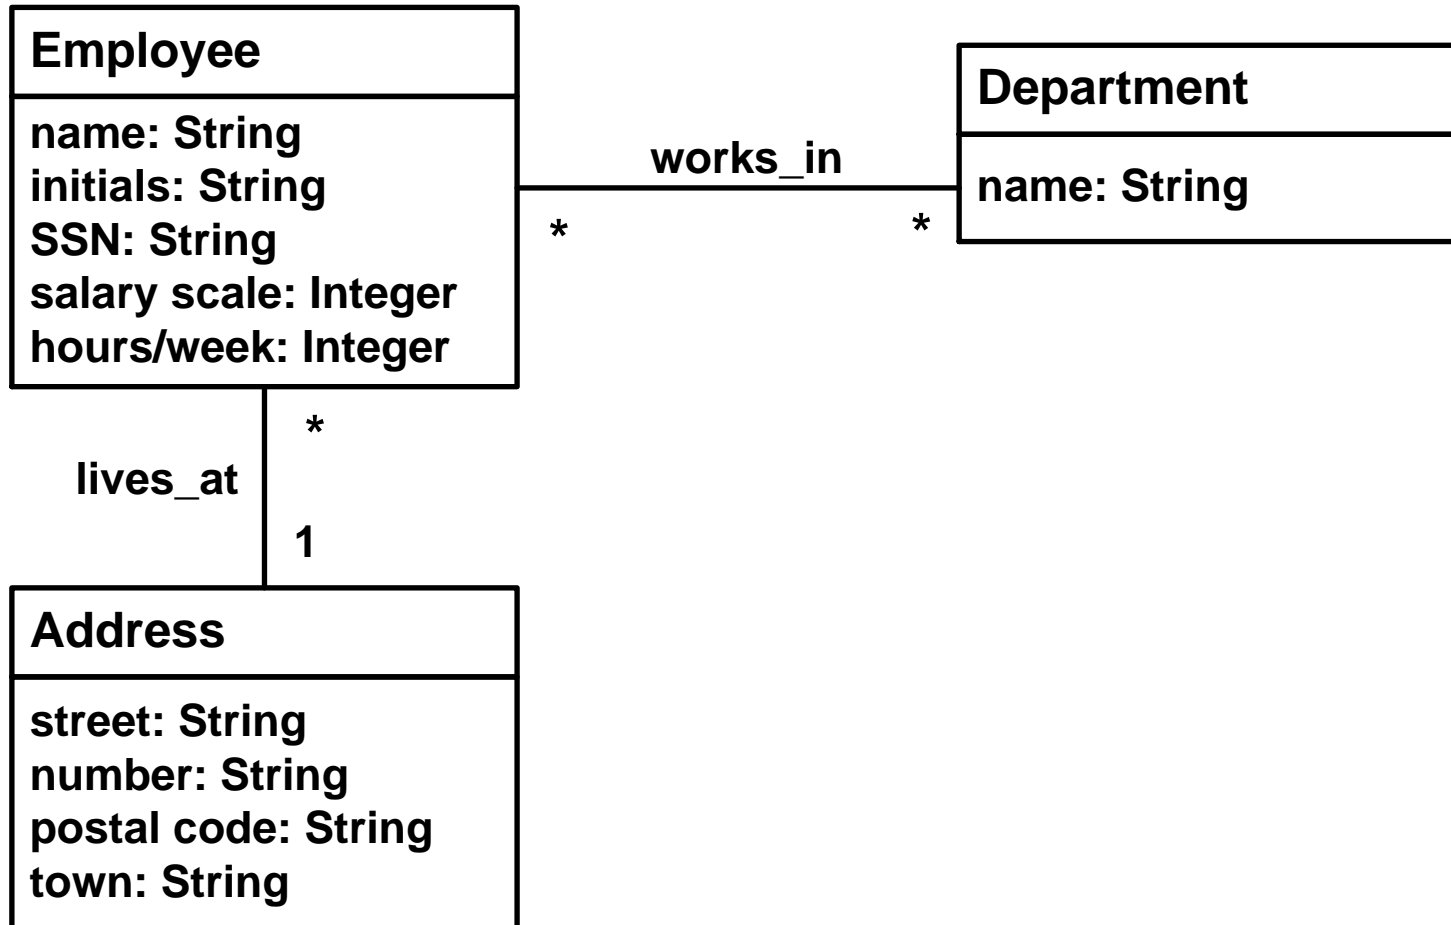 Employee
name: String
initials: String
SSN: String
salary scale: Integer
hours/week: Integer
works_in
*
*
Department
name: String
*
lives_at
1
Address
street: String
number: String
postal code: String
town: String